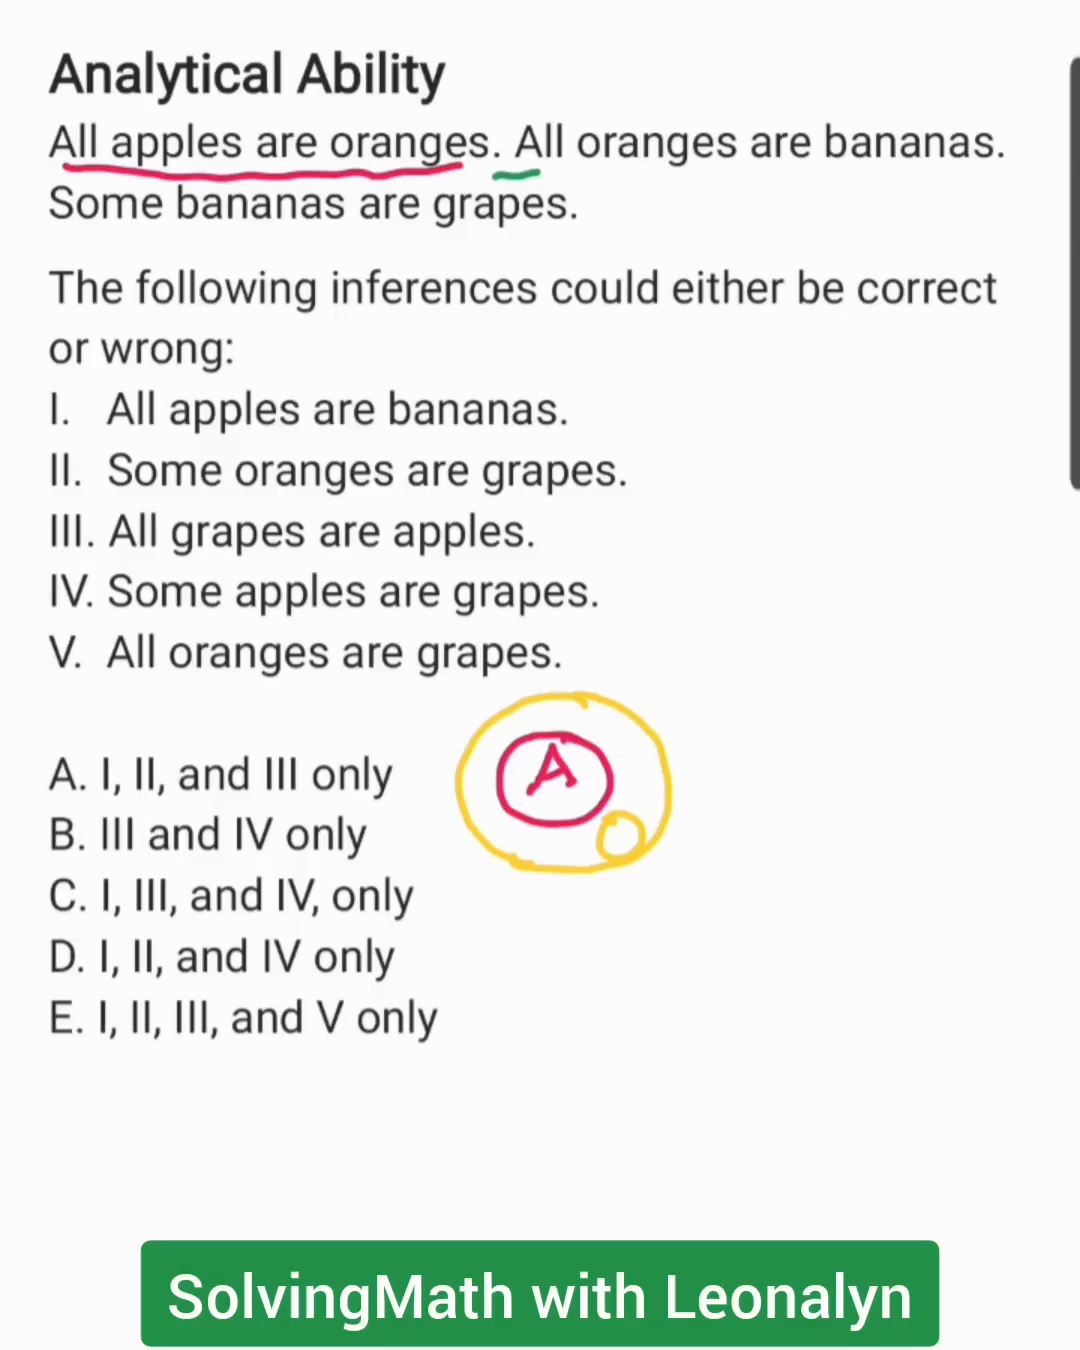 Analytical Ability
All apples are oranges. All oranges are bananas.
Some bananas are grapes.
The following inferences could either be correct
or wrong:
I. All apples are bananas.
II. Some oranges are grapes.
III. All grapes are apples.
IV. Some apples are grapes.
V. All oranges are grapes.
A. I, II, and III only
B. III and IV only
C. I, III, and IV, only
D. I, II, and IV only
E. I, II, III, and V only
A
O
SolvingMath with Leonalyn